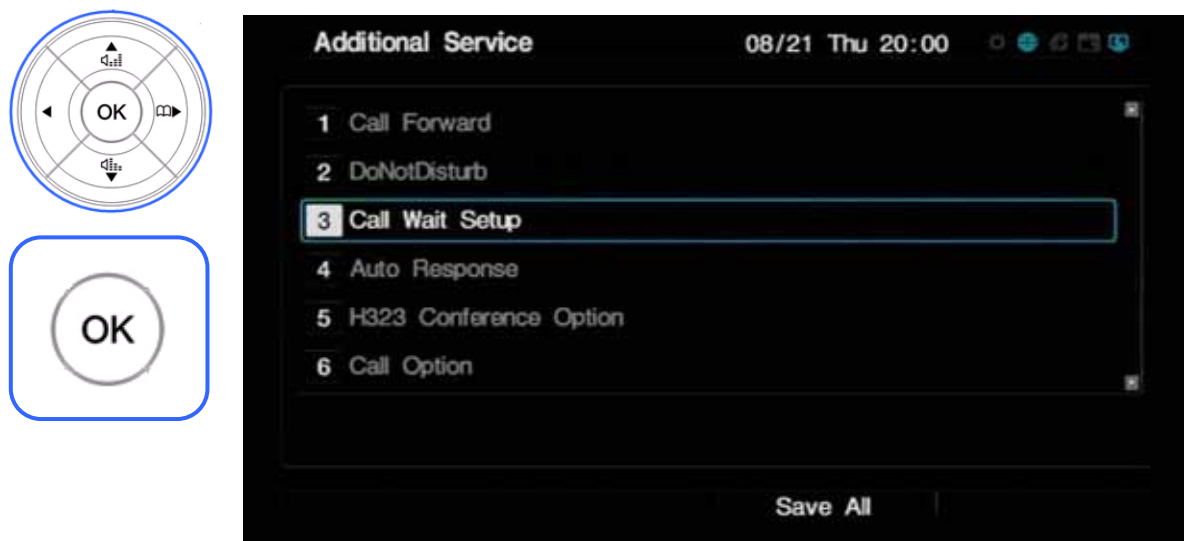 OK
OK
Additional Service 08/21 Thu 20:00
1 Call Forward
2 DoNotDisturb
3 Call Wait Setup
4 Auto Response
5 H323 Conference Option
6 Call Option
Save All